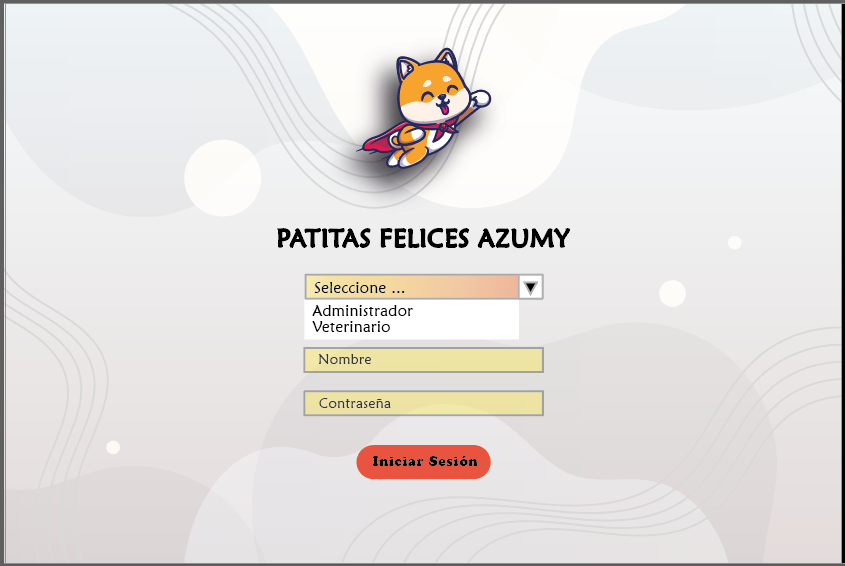 PATITAS FELICES AZUMY
Seleccione ...
Administrador
Veterinario
Nombre
Contraseña
Iniciar Sesión